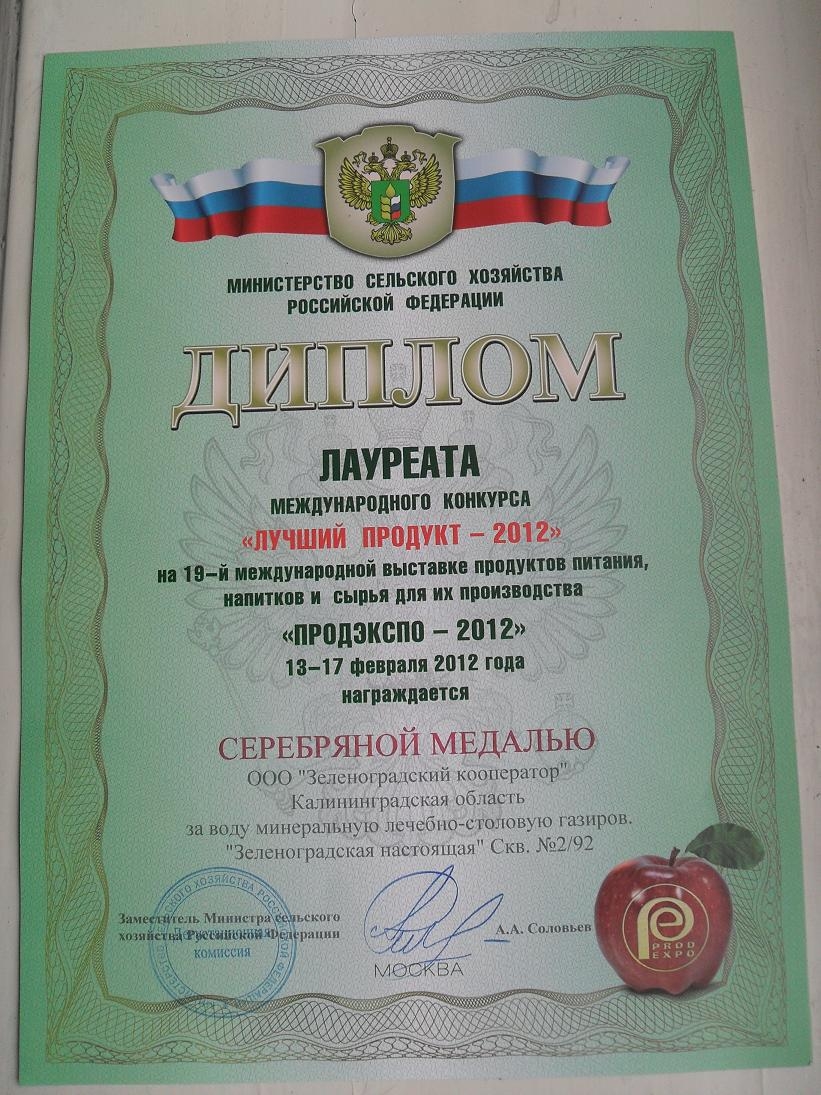 МИНИСТЕРСТВО СЕЛЬСКОГО ХОЗЯЙСТВА
РОССИЙСКОЙ ФЕДЕРАЦИИ
ДИПЛОМ
ЛАУРЕАТА
МЕЖДУНАРОДНОГО КОНКУРСА
«ЛУЧШИЙ ПРОДУКТ – 2012»
на 19–й международной выставке продуктов питания,
напитков и сырья для их производства
«ПРОДЭКСПО – 2012»
13–17 февраля 2012 года
награждается
СЕРЕБРЯНОЙ МЕДАЛЬЮ
ООО "Зеленоградский кооператор"
Калининградская область
за воду минеральную лечебно-столовую газиров.
"Зеленоградская настоящая" Скв. №2/92
Заместитель Министра сельского
хозяйства Российской Федерации
А.А. Соловьев
Дегустационная
комиссия
МОСКВА
PROD
EXPO